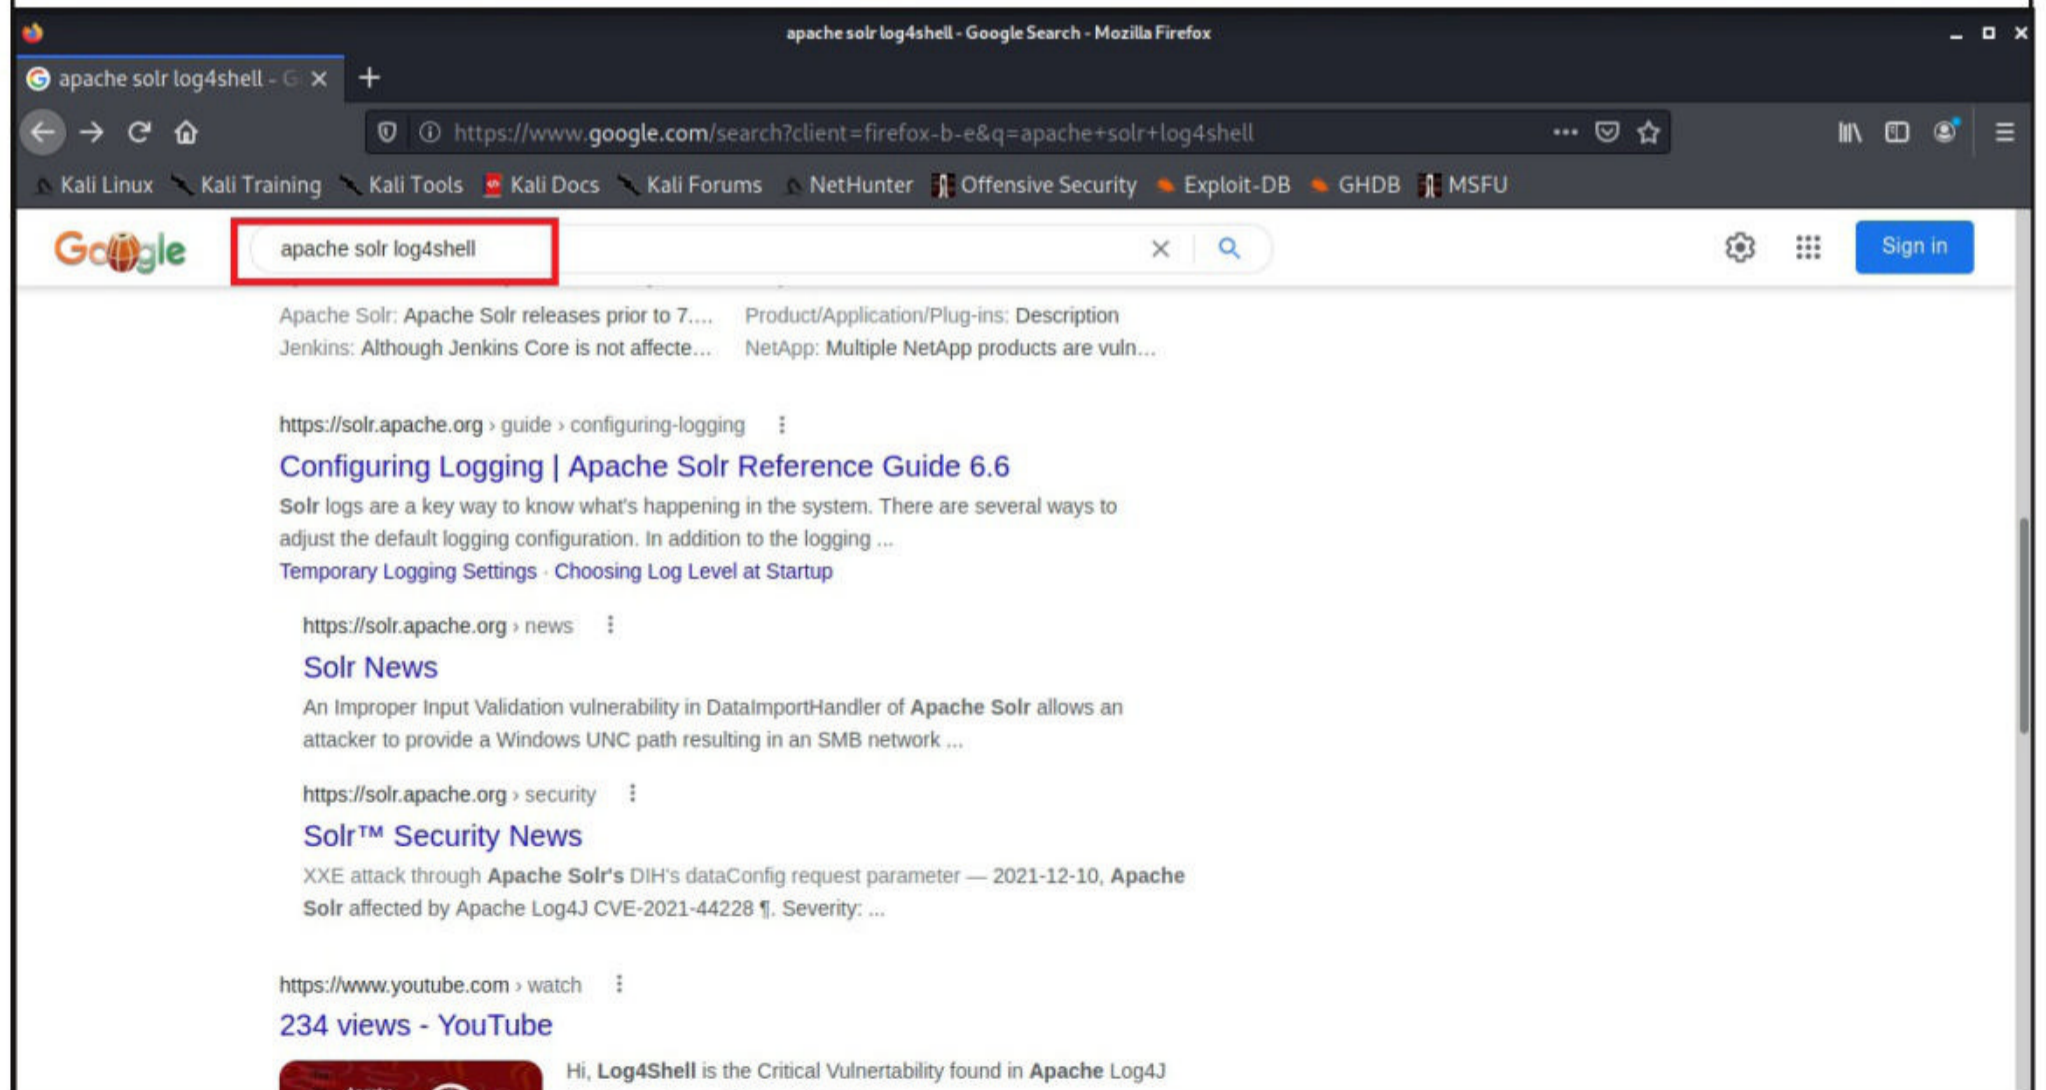 apache solr log4shell - Google Search - Mozilla Firefox
apache solr log4shell - G
https://www.google.com/search?client=firefox-b-e&q=apache+solr+log4shell
Kali Linux Kali Training Kali Tools Kali Docs Kali Forums NetHunter Offensive Security Exploit-DB GHDB MSFU
Google apache solr log4shell Sign in
Apache Solr: Apache Solr releases prior to 7.... Product/Application/Plug-ins: Description
Jenkins: Although Jenkins Core is not affecte... NetApp: Multiple NetApp products are vuln...
https://solr.apache.org › guide › configuring-logging
Configuring Logging | Apache Solr Reference Guide 6.6
Solr logs are a key way to know what's happening in the system. There are several ways to
adjust the default logging configuration. In addition to the logging ...
Temporary Logging Settings · Choosing Log Level at Startup
https://solr.apache.org › news
Solr News
An Improper Input Validation vulnerability in DataImportHandler of Apache Solr allows an
attacker to provide a Windows UNC path resulting in an SMB network ...
https://solr.apache.org › security
Solr™ Security News
XXE attack through Apache Solr's DIH's dataConfig request parameter — 2021-12-10, Apache
Solr affected by Apache Log4J CVE-2021-44228 ¶. Severity: ...
https://www.youtube.com › watch
234 views - YouTube
Hi, Log4Shell is the Critical Vulnertability found in Apache Log4J